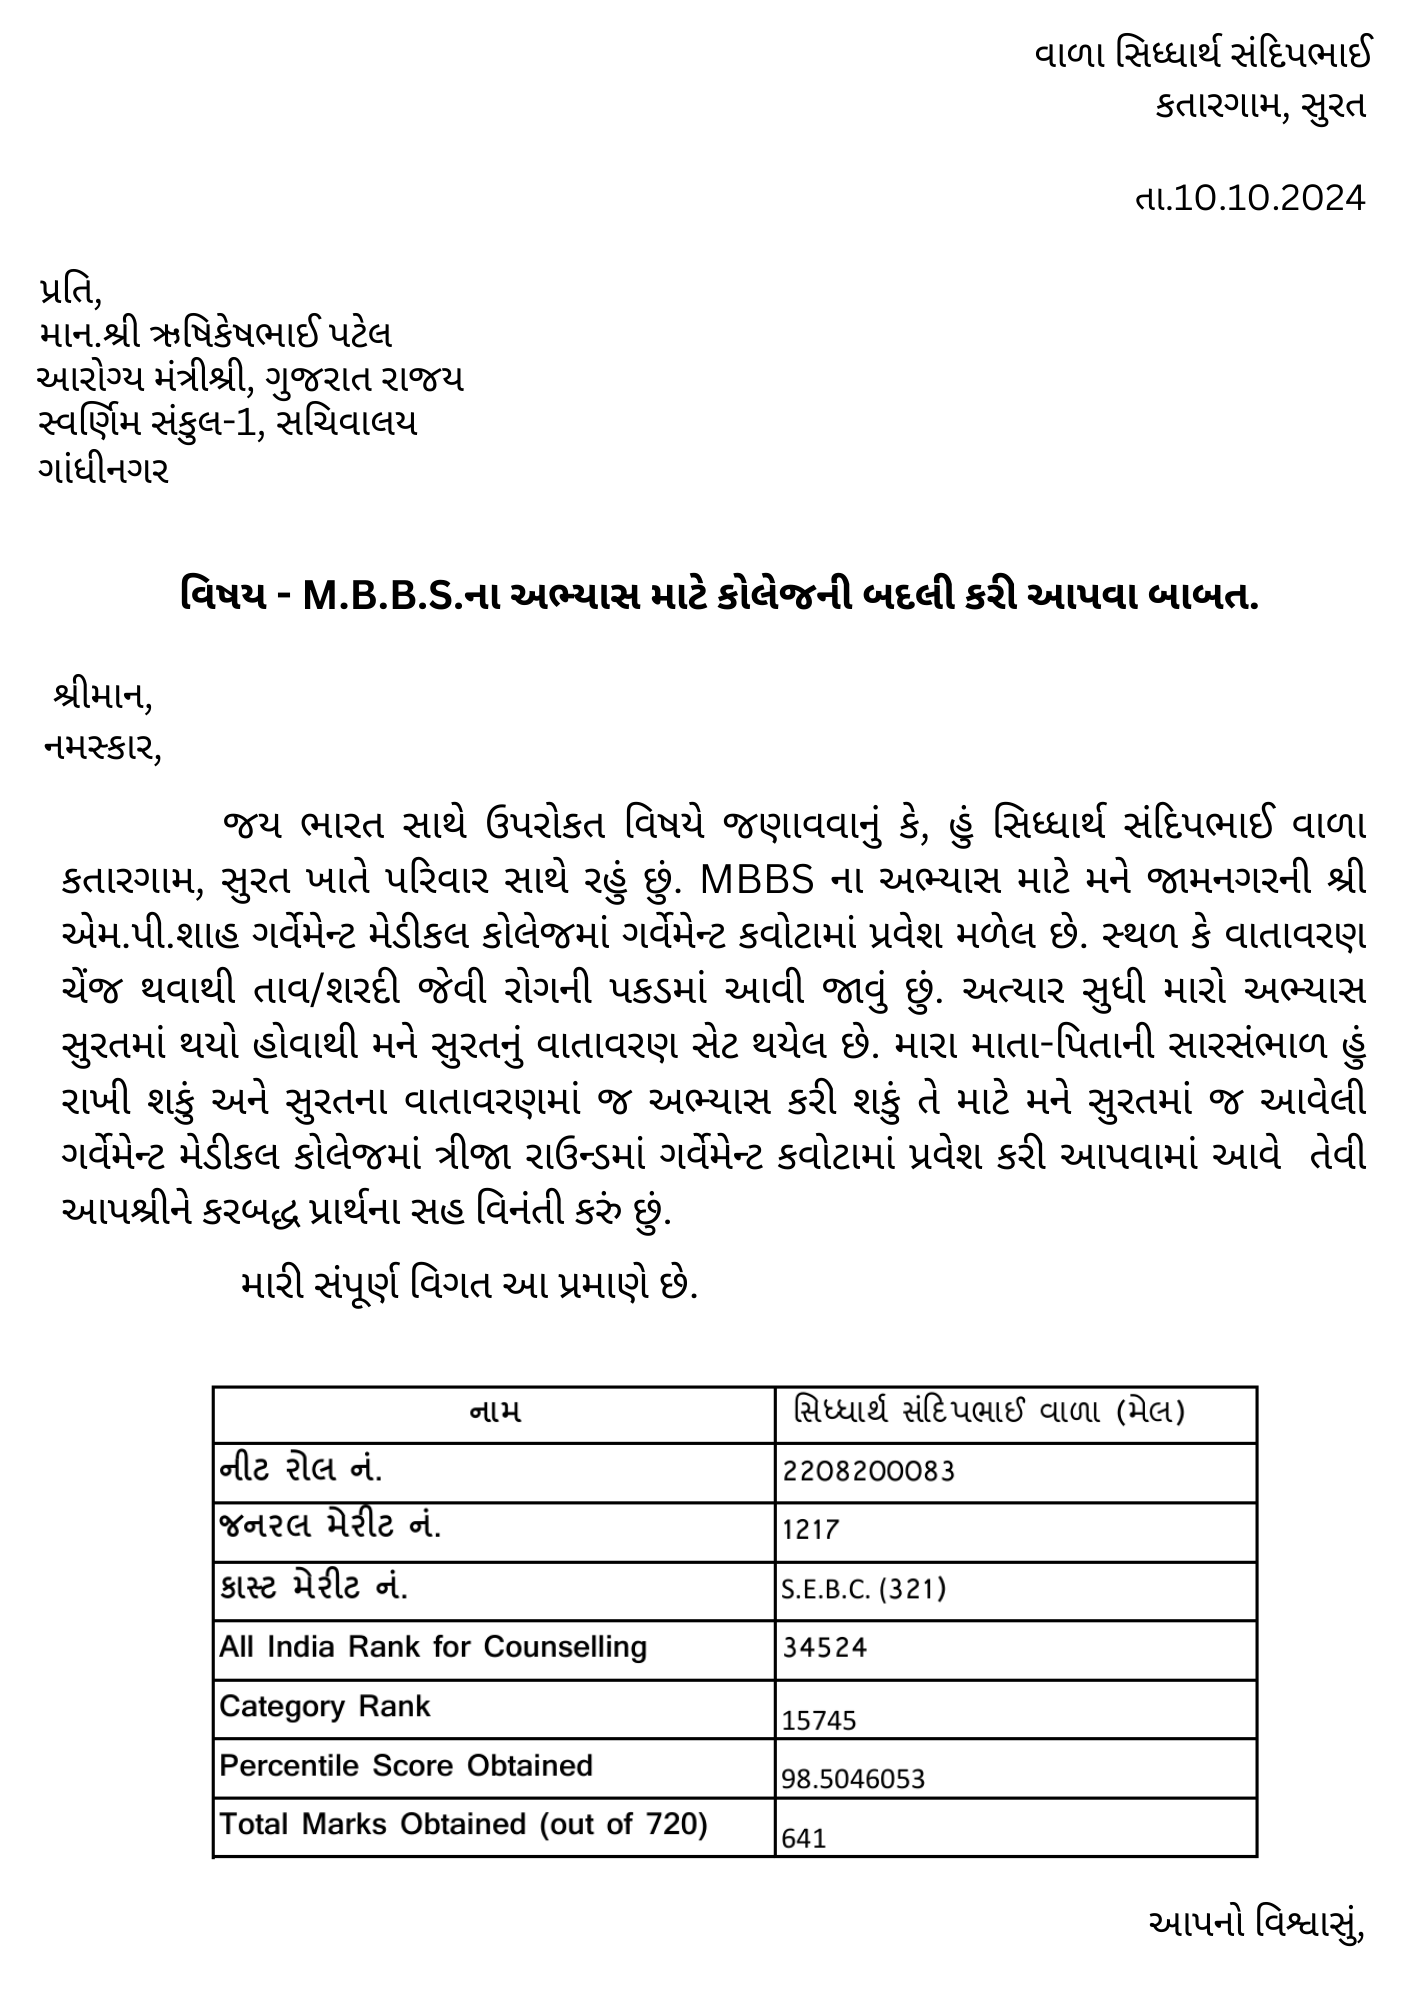 વાળા સિધ્ધાર્થ સંદિપભાઈ
કતારગામ, સુરત
તા.10.10.2024
પ્રતિ,
માન.શ્રી ઋષિકેષભાઈ પટેલ
આરોગ્ય મંત્રીશ્રી, ગુજરાત રાજય
સ્વર્ણિમ સંકુલ-1, સચિવાલય
ગાંધીનગર
વિષય - M.B.B.S.ના અભ્યાસ માટે કોલેજની બદલી કરી આપવા બાબત.
શ્રીમાન,
નમસ્કાર,
જય ભારત સાથે ઉપરોકત વિષયે જણાવવાનું કે, હું સિધ્ધાર્થ સંદિપભાઈ વાળા
કતારગામ, સુરત ખાતે પરિવાર સાથે રહું છું. MBBS ના અભ્યાસ માટે મને જામનગરની શ્રી
એમ.પી.શાહ ગર્વેમેન્ટ મેડીકલ કોલેજમાં ગર્વેમેન્ટ કવોટામાં પ્રવેશ મળેલ છે. સ્થળ કે વાતાવરણ
ચેંજ થવાથી તાવ/શરદી જેવી રોગની પકડમાં આવી જાવું છું. અત્યાર સુધી મારો અભ્યાસ
સુરતમાં થયો હોવાથી મને સુરતનું વાતાવરણ સેટ થયેલ છે. મારા માતા-પિતાની સારસંભાળ હું
રાખી શકું અને સુરતના વાતાવરણમાં જ અભ્યાસ કરી શકું તે માટે મને સુરતમાં જ આવેલી
ગર્વેમેન્ટ મેડીકલ કોલેજમાં ત્રીજા રાઉન્ડમાં ગર્વેમેન્ટ કવોટામાં પ્રવેશ કરી આપવામાં આવે તેવી
આપશ્રીને કરબદ્ધ પ્રાર્થના સહ વિનંતી કરું છું.
મારી સંપૂર્ણ વિગત આ પ્રમાણે છે.
નામ સિધ્ધાર્થ સંદિપભાઈ વાળા (મેલ)
નીટ રોલ નં. 2208200083
જનરલ મેરીટ નં. 1217
કાસ્ટ મેરીટ નં. S.E.B.C. (321)
All India Rank for Counselling 34524
Category Rank 15745
Percentile Score Obtained 98.5046053
Total Marks Obtained (out of 720) 641
આપનો વિશ્વાસું,